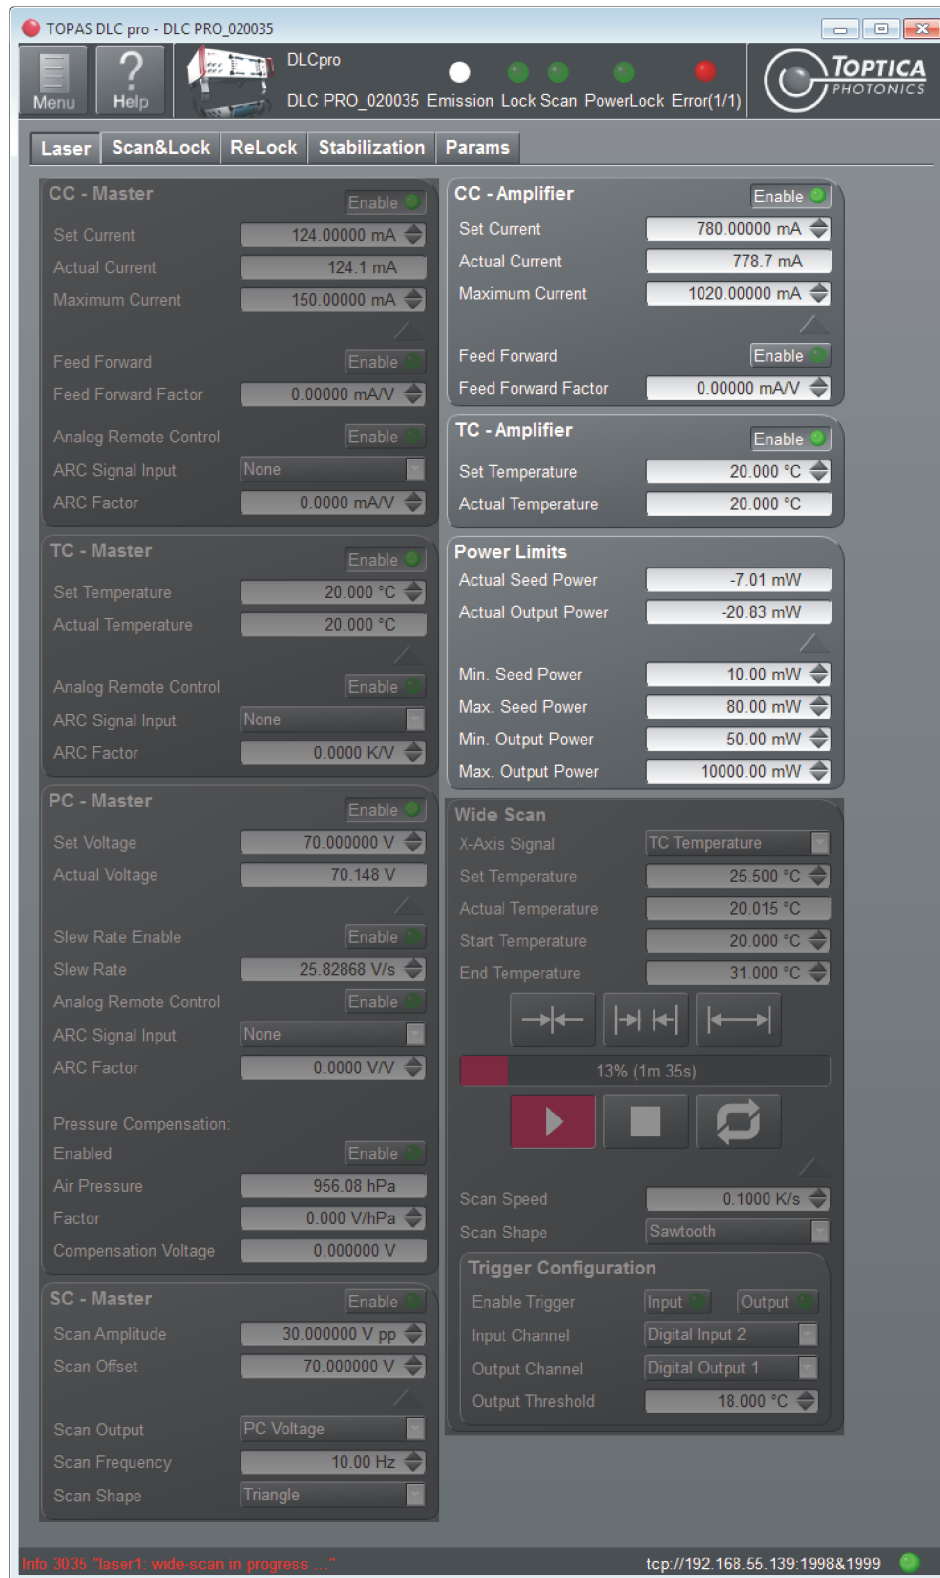 TOPAS DLC pro - DLC PRO_020035
Menu
Help
DLCpro
DLC PRO_020035 Emission Lock Scan PowerLock Error(1/1)
TOPTICA
PHOTONICS
Laser Scan&Lock ReLock Stabilization Params
CC - Master Enable
Set Current 124.00000 mA
Actual Current 124.1 mA
Maximum Current 150.00000 mA
Feed Forward Enable
Feed Forward Factor 0.00000 mA/V
Analog Remote Control Enable
ARC Signal Input None
ARC Factor 0.0000 mA/V
TC - Master Enable
Set Temperature 20.000 °C
Actual Temperature 20.000 °C
Analog Remote Control Enable
ARC Signal Input None
ARC Factor 0.0000 K/V
PC - Master Enable
Set Voltage 70.000000 V
Actual Voltage 70.148 V
Slew Rate Enable Enable
Slew Rate 25.82868 V/s
Analog Remote Control Enable
ARC Signal Input None
ARC Factor 0.0000 V/V
Pressure Compensation:
Enabled Enable
Air Pressure 956.08 hPa
Factor 0.000 V/hPa
Compensation Voltage 0.000000 V
SC - Master Enable
Scan Amplitude 30.000000 V pp
Scan Offset 70.000000 V
Scan Output PC Voltage
Scan Frequency 10.00 Hz
Scan Shape Triangle
CC - Amplifier Enable
Set Current 780.00000 mA
Actual Current 778.7 mA
Maximum Current 1020.00000 mA
Feed Forward Enable
Feed Forward Factor 0.00000 mA/V
TC - Amplifier Enable
Set Temperature 20.000 °C
Actual Temperature 20.000 °C
Power Limits
Actual Seed Power -7.01 mW
Actual Output Power -20.83 mW
Min. Seed Power 10.00 mW
Max. Seed Power 80.00 mW
Min. Output Power 50.00 mW
Max. Output Power 10000.00 mW
Wide Scan
X-Axis Signal TC Temperature
Set Temperature 25.500 °C
Actual Temperature 20.015 °C
Start Temperature 20.000 °C
End Temperature 31.000 °C
13% (1m 35s)
Scan Speed 0.1000 K/s
Scan Shape Sawtooth
Trigger Configuration
Enable Trigger Input Output
Input Channel Digital Input 2
Output Channel Digital Output 1
Output Threshold 18.000 °C
Info 3035 "laser1: wide-scan in progress ..."
tcp://192.168.55.139:1998&1999